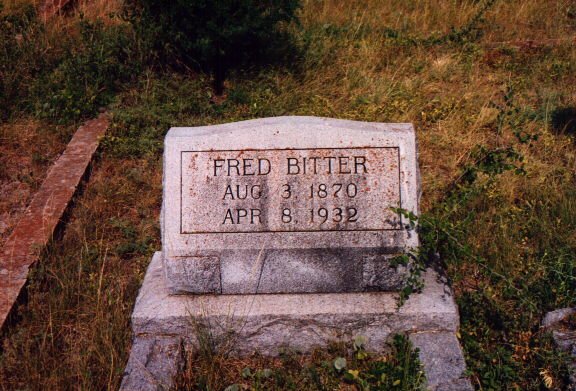 FRED BITTER
AUG 3, 1870
APR 8, 1932